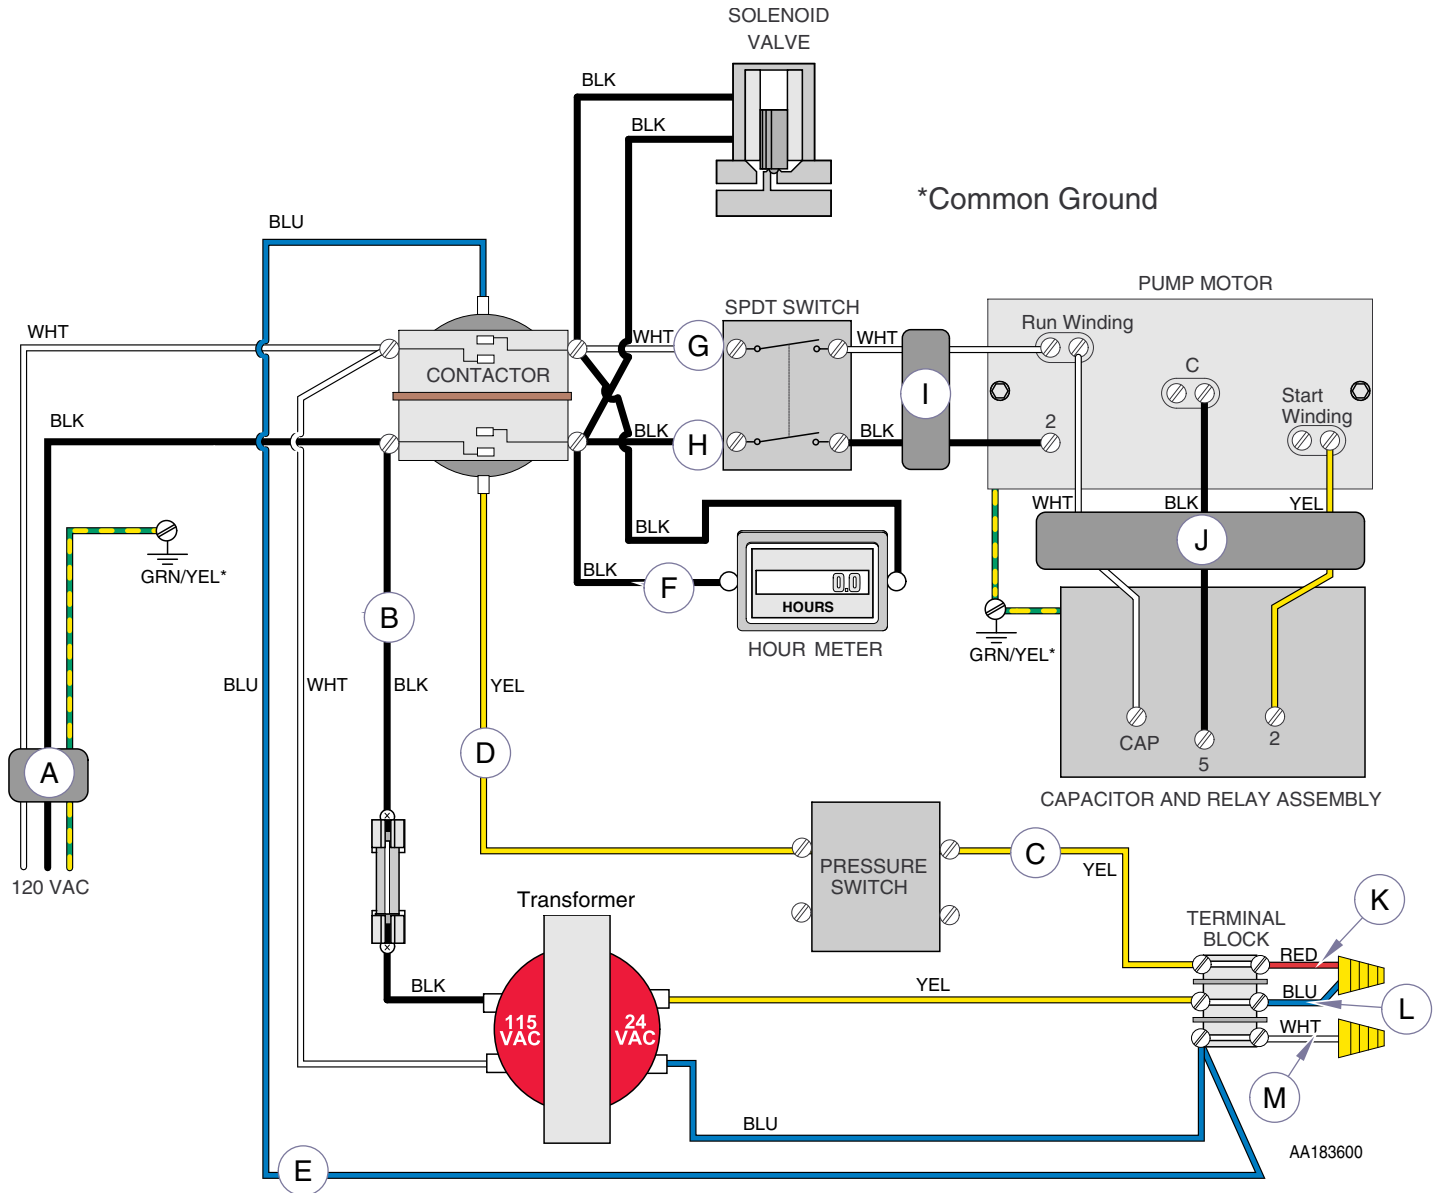 SOLENOID
VALVE
BLK
BLK
*Common Ground
BLU
PUMP MOTOR
SPDT SWITCH
WHT
WHT
G
WHT
Run Winding
CONTACTOR
I
C
Start
Winding
BLK
BLK
H
BLK
2
WHT
BLK
YEL
BLK
J
GRN/YEL*
BLK
F
0.0
HOURS
B
HOUR METER
GRN/YEL*
BLU
WHT
BLK
YEL
D
CAP
5
2
A
CAPACITOR AND RELAY ASSEMBLY
120 VAC
PRESSURE
SWITCH
C
YEL
Transformer
K
TERMINAL
BLOCK
RED
BLK
YEL
BLU
L
115
VAC
24
VAC
WHT
M
BLU
AA183600
E